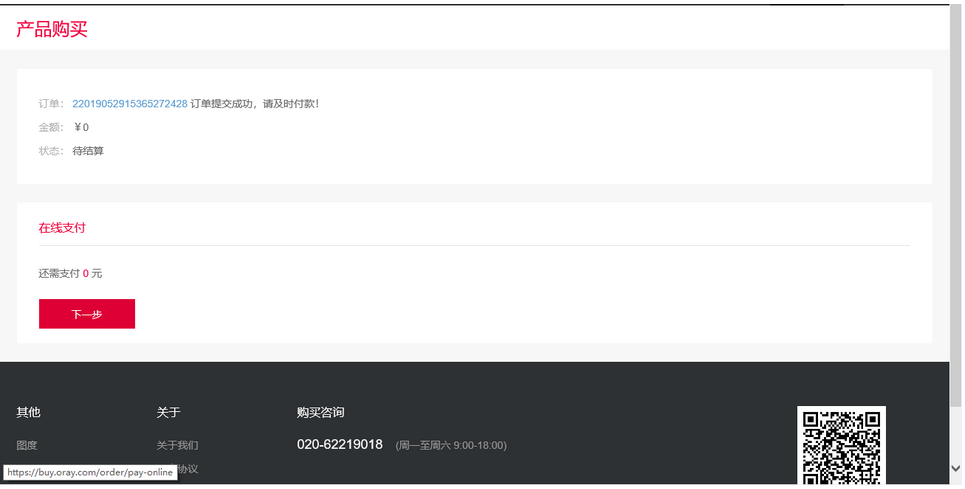 产品购买
订单： 22019052915365272428 订单提交成功，请及时付款！
金额： ￥0
状态： 待结算
在线支付
还需支付 0 元
下一步
其他 关于 购买咨询
图度 关于我们 020-62219018 (周一至周六 9:00-18:00)
协议
https://buy.oray.com/order/pay-online